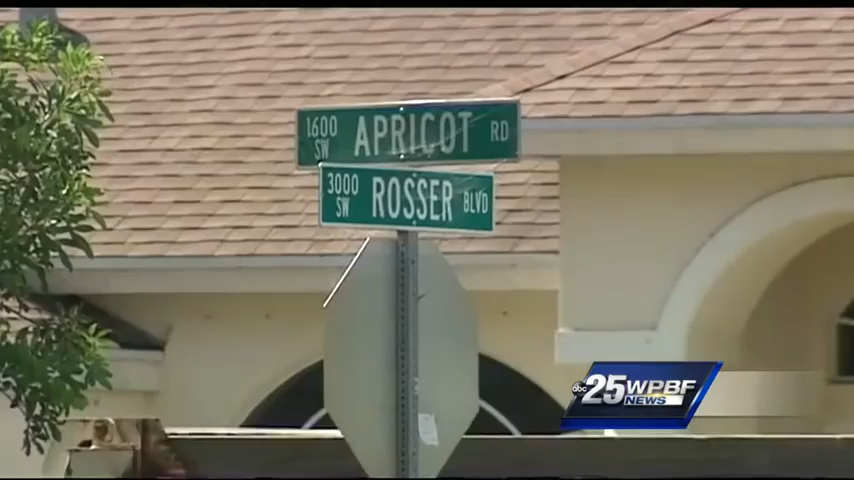 1600 SW APRICOT RD
3000 SW ROSSER BLVD
abc 25 WPBF
NEWS